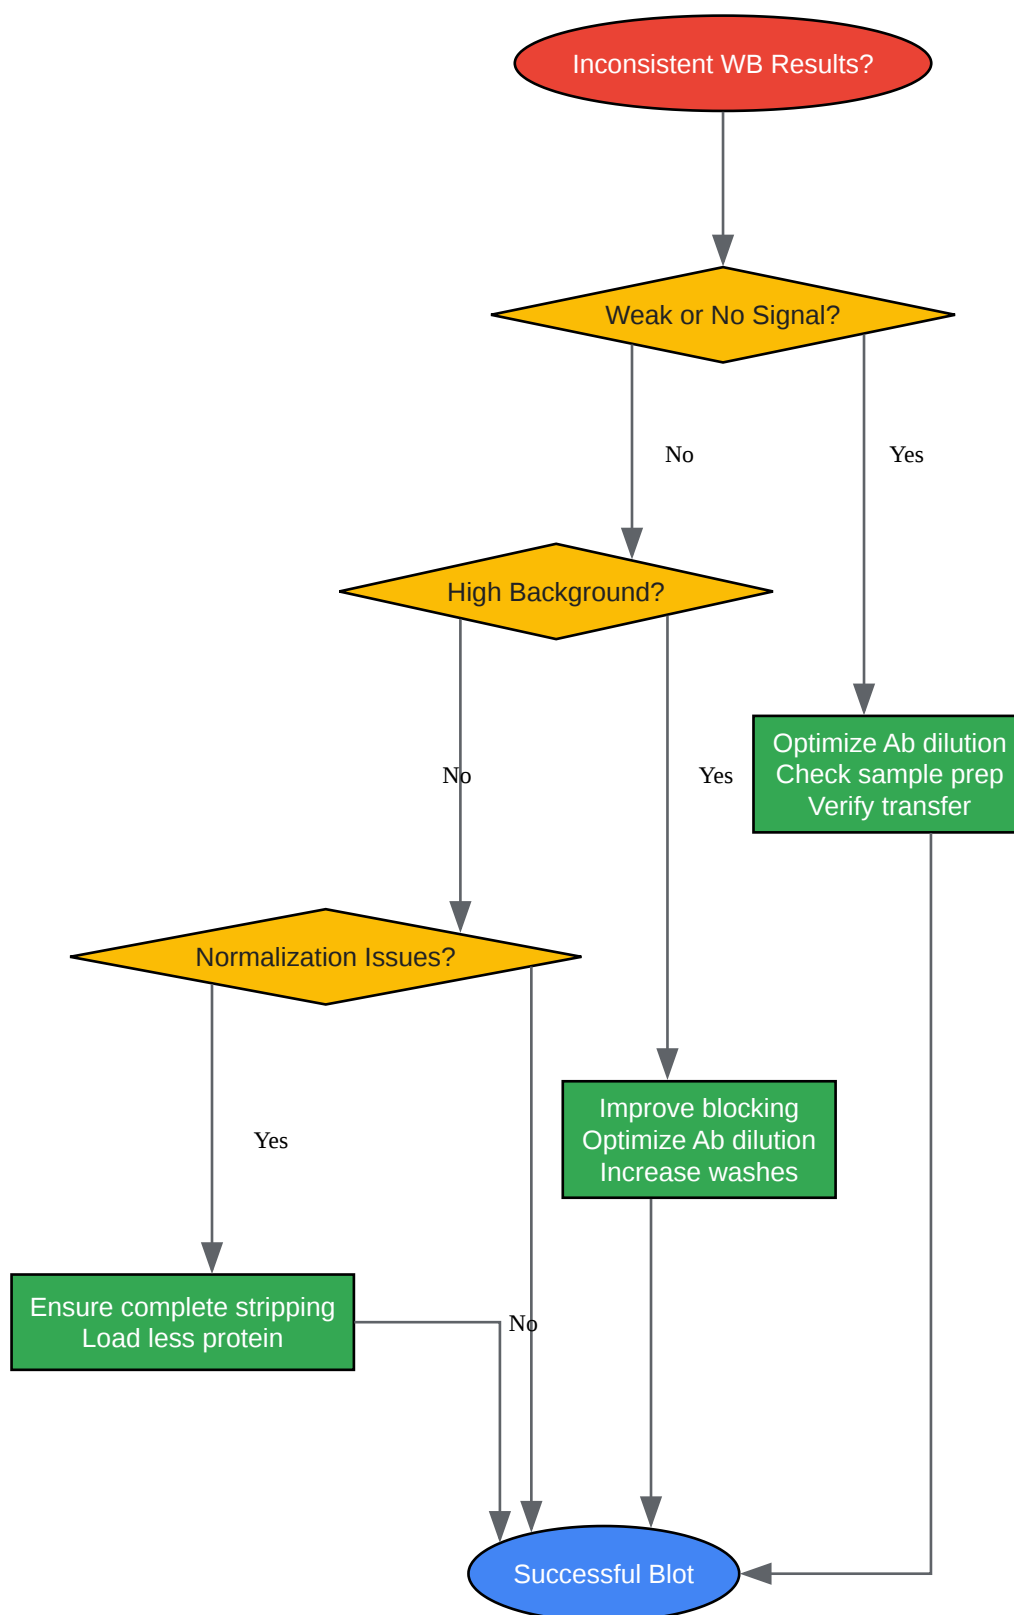 Inconsistent WB Results?
Weak or No Signal?
No
Yes
High Background?
Optimize Ab dilution
Check sample prep
Verify transfer
No
Yes
Normalization Issues?
Improve blocking
Optimize Ab dilution
Increase washes
Yes
Ensure complete stripping
Load less protein
No
Successful Blot